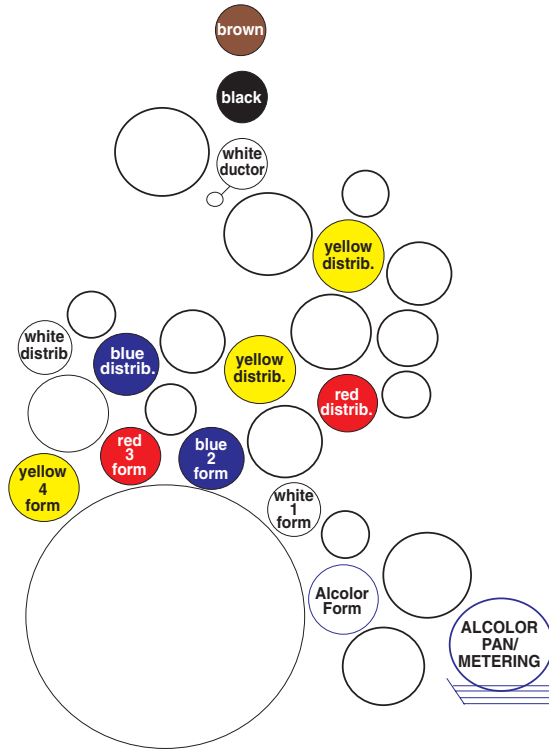 brown
black
white
ductor
yellow
distrib.
white
distrib
blue
distrib.
yellow
distrib.
red
distrib.
red
3
form
blue
2
form
yellow
4
form
white
1
form
Alcolor
Form
ALCOLOR
PAN/
METERING